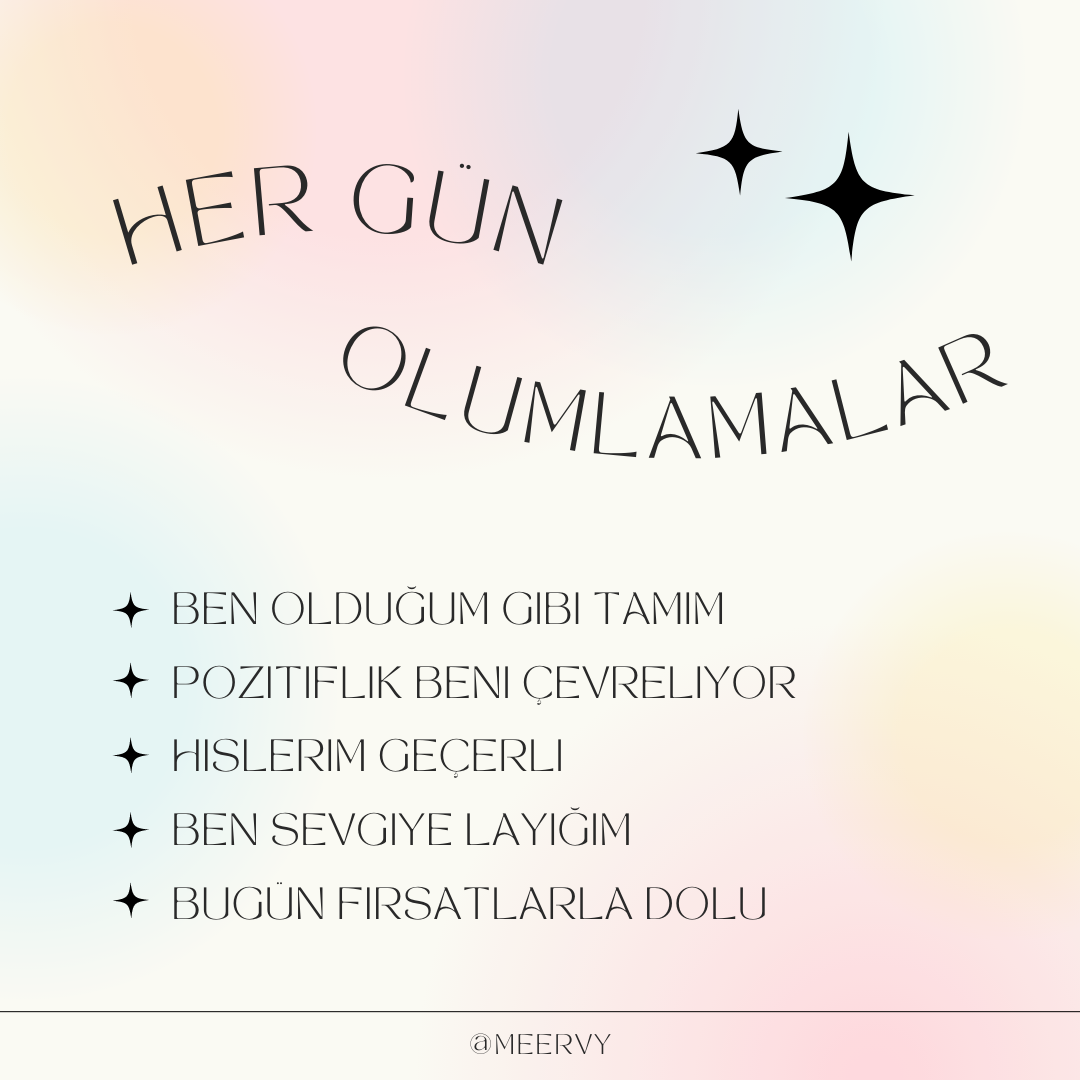 HER GÜN
OLUMLAMALAR
BEN OLDUĞUM GIBI TAMIM
POZITIFLIK BENI ÇEVRELIYOR
HISLERIM GEÇERLI
BEN SEVGIYE LAYIĞIM
BUGÜN FIRSATLARLA DOLU
@MEERVY